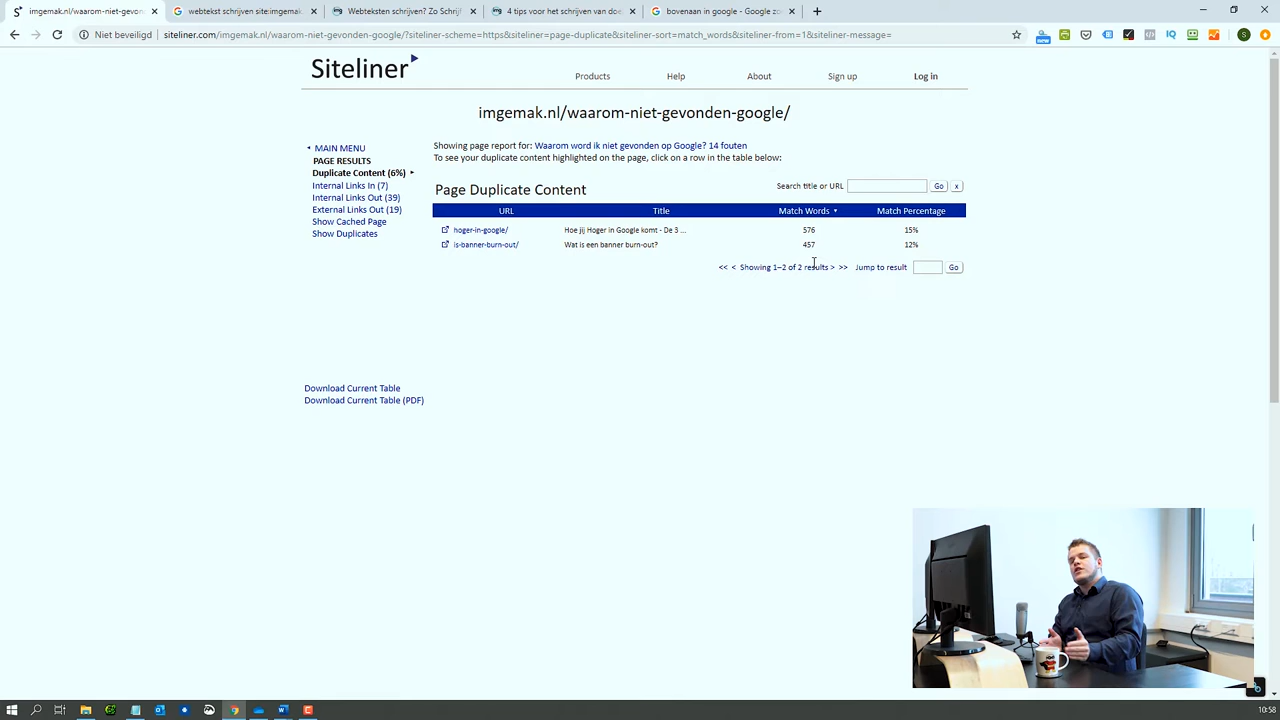 imgemak.nl/waarom-niet-gevon
webtekst schrijven site:imgemak
Webteksten schrijven? Zo Schrijf
4 tips voor het schrijven van doe
bovenaan in google - Google zo
Niet beveiligd
siteliner.com/imgemak.nl/waarom-niet-gevonden-google/?siteliner-scheme=https&siteliner=page-duplicate&siteliner-sort=match_words&siteliner-from=1&siteliner-message=
Siteliner
Products Help About Sign up Log in
imgemak.nl/waarom-niet-gevonden-google/
MAIN MENU
PAGE RESULTS
Duplicate Content (6%)
Internal Links In (7)
Internal Links Out (39)
External Links Out (19)
Show Cached Page
Show Duplicates
Showing page report for: Waarom word ik niet gevonden op Google? 14 fouten
To see your duplicate content highlighted on the page, click on a row in the table below:
Page Duplicate Content
Search title or URL Go x
URL Title Match Words Match Percentage
hoger-in-google/ Hoe jij Hoger in Google komt - De 3 ... 576 15%
is-banner-burn-out/ Wat is een banner burn-out? 457 12%
<< < Showing 1–2 of 2 results > >> Jump to result Go
Download Current Table
Download Current Table (PDF)
10:58